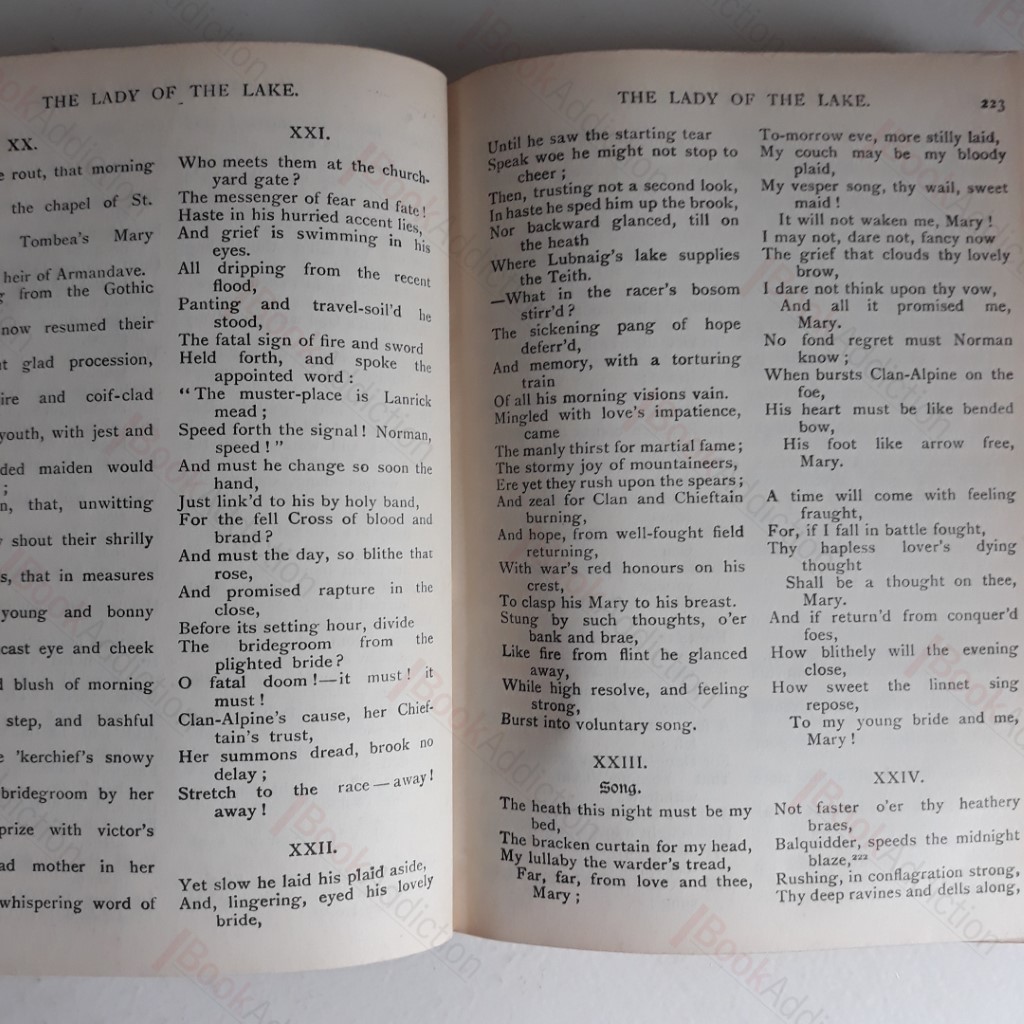 THE LADY OF THE LAKE.
XX.
rout, that morning
the chapel of St.
Tombea's Mary
heir of Armandave.
from the Gothic
now resumed their
glad procession,
and coif-clad
youth, with jest and
maiden would
;
that, unwitting
shout their shrilly
that in measures
young and bonny
eye and cheek
blush of morning
step, and bashful
'kerchief's snowy
bridegroom by her
prize with victor's
mother in her
whispering word of
XXI.
Who meets them at the church-
yard gate?
The messenger of fear and fate!
Haste in his hurried accent lies,
And grief is swimming in his
eyes.
All dripping from the recent
flood,
Panting and travel-soil'd he
stood,
The fatal sign of fire and sword
Held forth, and spoke the
appointed word:
"The muster-place is Lanrick
mead;
Speed forth the signal! Norman,
speed!"
And must he change so soon the
hand,
Just link'd to his by holy band,
For the fell Cross of blood and
brand?
And must the day, so blithe that
rose,
And promised rapture in the
close,
Before its setting hour, divide
The bridegroom from the
plighted bride?
O fatal doom!—it must! it
must!
Clan-Alpine's cause, her Chief-
tain's trust,
Her summons dread, brook no
delay;
Stretch to the race—away!
away!
XXII.
Yet slow he laid his plaid aside,
And, lingering, eyed his lovely
bride,
THE LADY OF THE LAKE. 223
Until he saw the starting tear
Speak woe he might not stop to
cheer;
Then, trusting not a second look,
In haste he sped him up the brook,
Nor backward glanced, till on
the heath
Where Lubnaig's lake supplies
the Teith.
—What in the racer's bosom
stirr'd?
The sickening pang of hope
deferr'd,
And memory, with a torturing
train
Of all his morning visions vain.
Mingled with love's impatience,
came
The manly thirst for martial fame;
The stormy joy of mountaineers,
Ere yet they rush upon the spears;
And zeal for Clan and Chieftain
burning,
And hope, from well-fought field
returning,
With war's red honours on his
crest,
To clasp his Mary to his breast.
Stung by such thoughts, o'er
bank and brae,
Like fire from flint he glanced
away,
While high resolve, and feeling
strong,
Burst into voluntary song.
XXIII.
Song.
The heath this night must be my
bed,
The bracken curtain for my head,
My lullaby the warder's tread,
Far, far, from love and thee,
Mary;
To-morrow eve, more stilly laid,
My couch may be my bloody
plaid,
My vesper song, thy wail, sweet
maid!
It will not waken me, Mary!
I may not, dare not, fancy now
The grief that clouds thy lovely
brow,
I dare not think upon thy vow,
And all it promised me,
Mary.
No fond regret must Norman
know;
When bursts Clan-Alpine on the
foe,
His heart must be like bended
bow,
His foot like arrow free,
Mary.
A time will come with feeling
fraught,
For, if I fall in battle fought,
Thy hapless lover's dying
thought
Shall be a thought on thee,
Mary.
And if return'd from conquer'd
foes,
How blithely will the evening
close,
How sweet the linnet sing
repose,
To my young bride and me,
Mary!
XXIV.
Not faster o'er thy heathery
braes,
Balquidder, speeds the midnight
blaze,²²²
Rushing, in conflagration strong,
Thy deep ravines and dells along,
BookAddiction